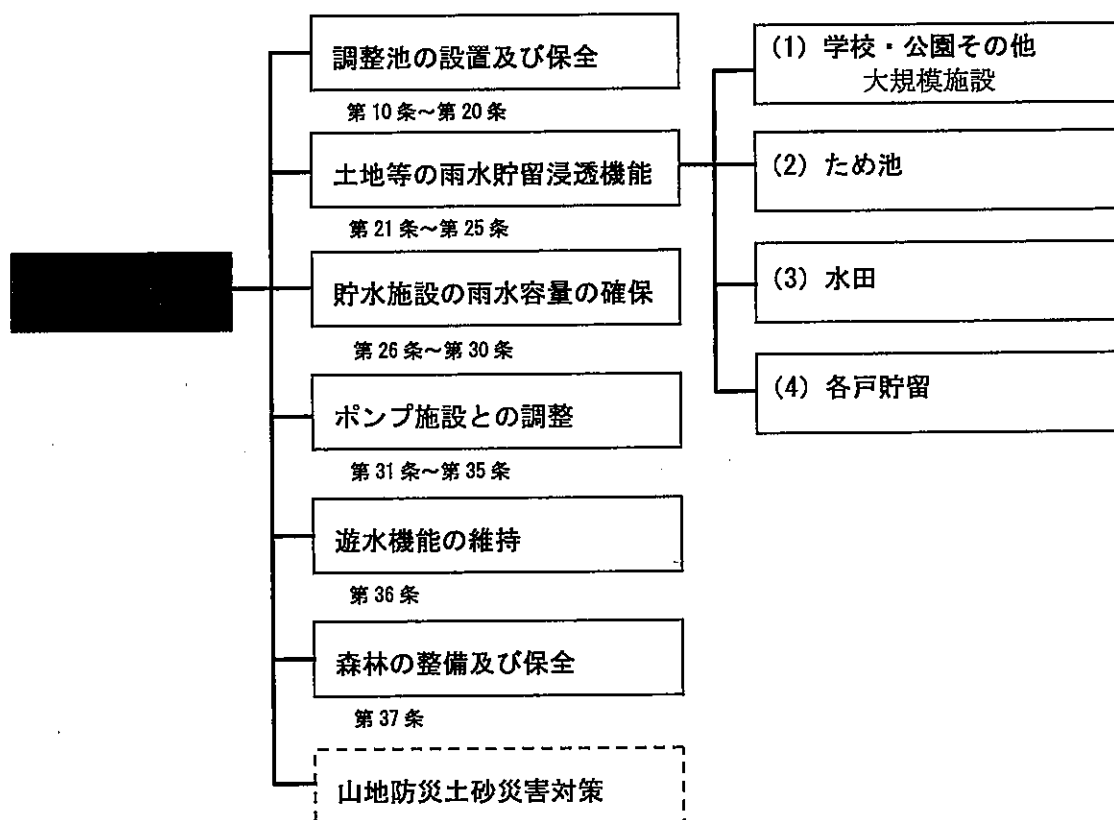 調整池の設置及び保全
第10条～第20条
土地等の雨水貯留浸透機能
第21条～第25条
貯水施設の雨水容量の確保
第26条～第30条
ポンプ施設との調整
第31条～第35条
遊水機能の維持
第36条
森林の整備及び保全
第37条
山地防災土砂災害対策
(1) 学校・公園その他
大規模施設
(2) ため池
(3) 水田
(4) 各戸貯留